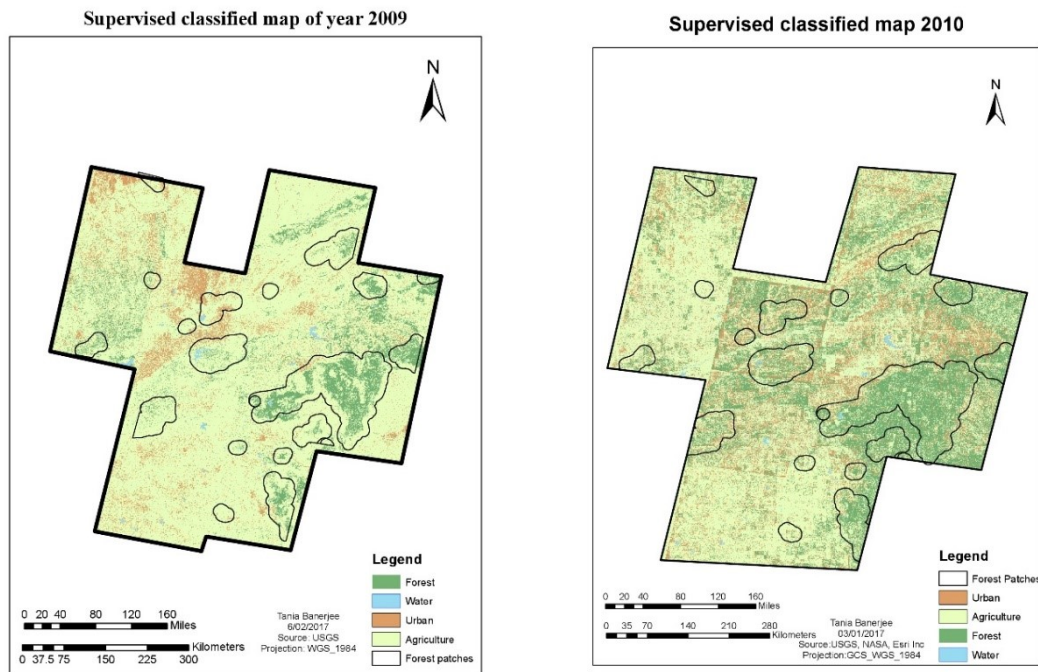 Supervised classified map of year 2009
N
Legend
Forest
Water
Urban
Agriculture
Forest patches
0 20 40 80 120 160
Miles
Kilometers
0 37.5 75 150 225 300
Tania Banerjee
6/02/2017
Source: USGS
Projection: WGS_1984
Supervised classified map 2010
N
Legend
Forest Patches
Urban
Agriculture
Forest
Water
0 20 40 80 120 160
Miles
0 35 70 140 210 280
Kilometers
Tania Banerjee
03/01/2017
Source:USGS, NASA, Esri Inc
Projection:GCS_WGS_1984